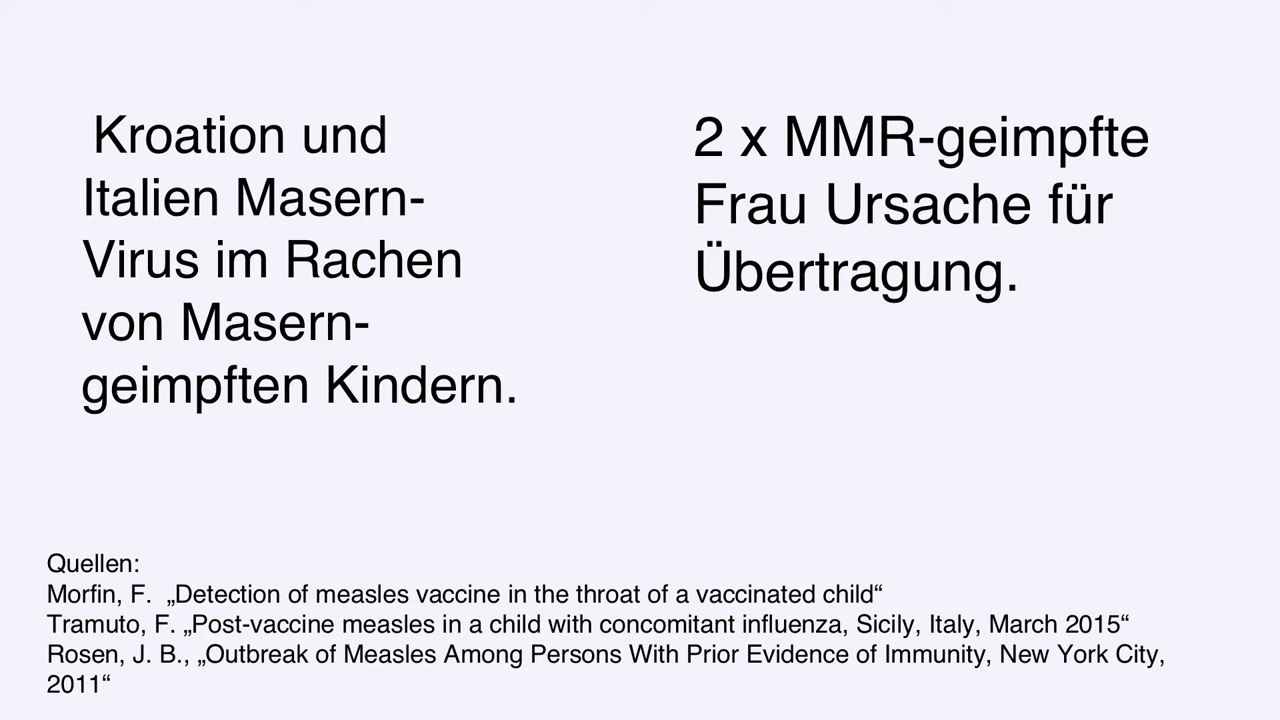 Kroation und
Italien Masern-
Virus im Rachen
von Masern-
geimpften Kindern.
2 x MMR-geimpfte
Frau Ursache für
Übertragung.
Quellen:
Morfin, F.  „Detection of measles vaccine in the throat of a vaccinated child“
Tramuto, F. „Post-vaccine measles in a child with concomitant influenza, Sicily, Italy, March 2015“
Rosen, J. B., „Outbreak of Measles Among Persons With Prior Evidence of Immunity, New York City,
2011“